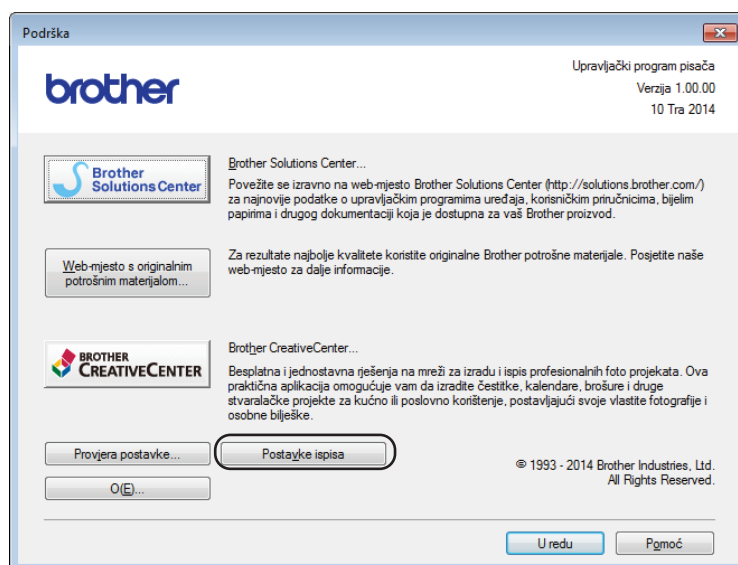 Podrška
brother
Upravljački program pisača
Verzija 1.00.00
10 Tra 2014
Brother
Solutions Center
Brother Solutions Center...
Povežite se izravno na web-mjesto Brother Solutions Center (http://solutions.brother.com/)
za najnovije podatke o upravljačkim programima uređaja, korisničkim priručnicima, bijelim
papirima i drugog dokumentaciji koja je dostupna za vaš Brother proizvod.
Web-mjesto s originalnim
potrošnim materijalom...
Za rezultate najbolje kvalitete koristite originalne Brother potrošne materijale. Posjetite naše
web-mjesto za dalje informacije.
BROTHER
CREATIVECENTER
Brother CreativeCenter...
Besplatna i jednostavna rješenja na mreži za izradu i ispis profesionalnih foto projekata. Ova
praktična aplikacija omogućuje vam da izradite čestitke, kalendare, brošure i druge
stvaralačke projekte za kućno ili poslovno korištenje, postavljajući svoje vlastite fotografije i
osobne bilješke.
Provjera postavke...
Postavke ispisa
O(E)...
© 1993 - 2014 Brother Industries, Ltd.
All Rights Reserved.
U redu
Pomoć